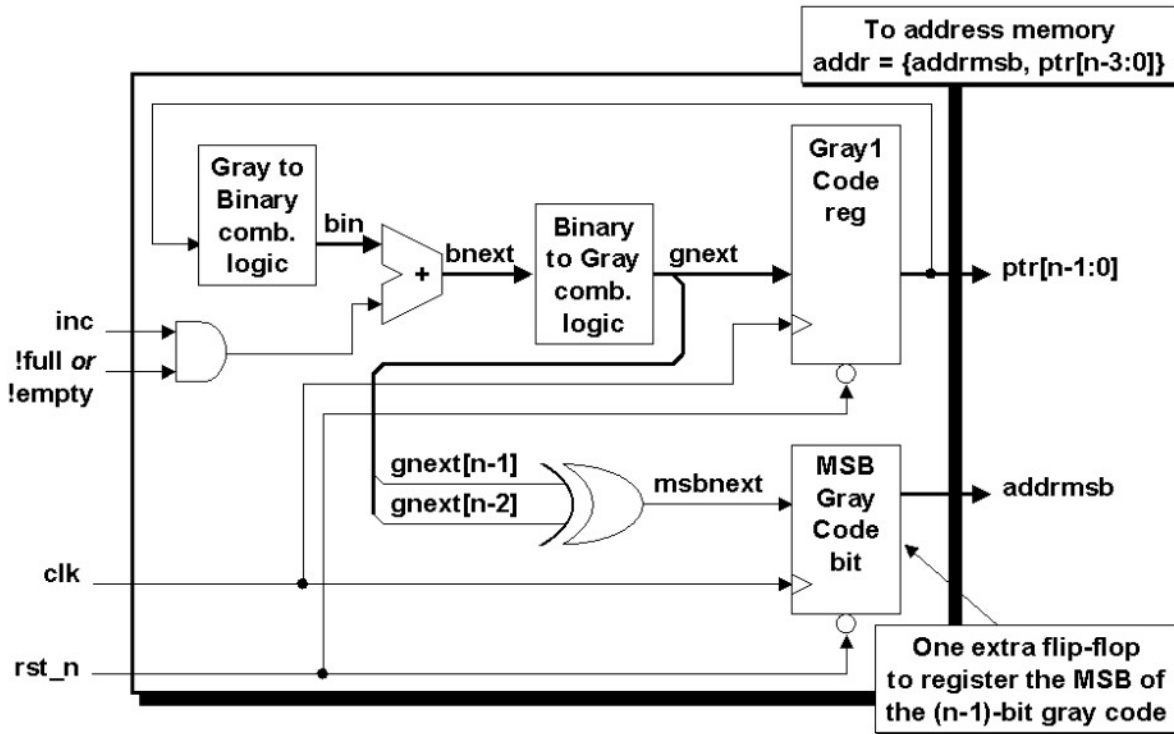 To address memory
addr = {addrmsb, ptr[n-3:0]}
Gray to
Binary
comb.
logic
bin
+
bnext
Binary
to Gray
comb.
logic
gnext
Gray1
Code
reg
ptr[n-1:0]
inc
!full or
!empty
gnext[n-1]
gnext[n-2]
msbnext
MSB
Gray
Code
bit
addrmsb
clk
rst_n
One extra flip-flop
to register the MSB of
the (n-1)-bit gray code